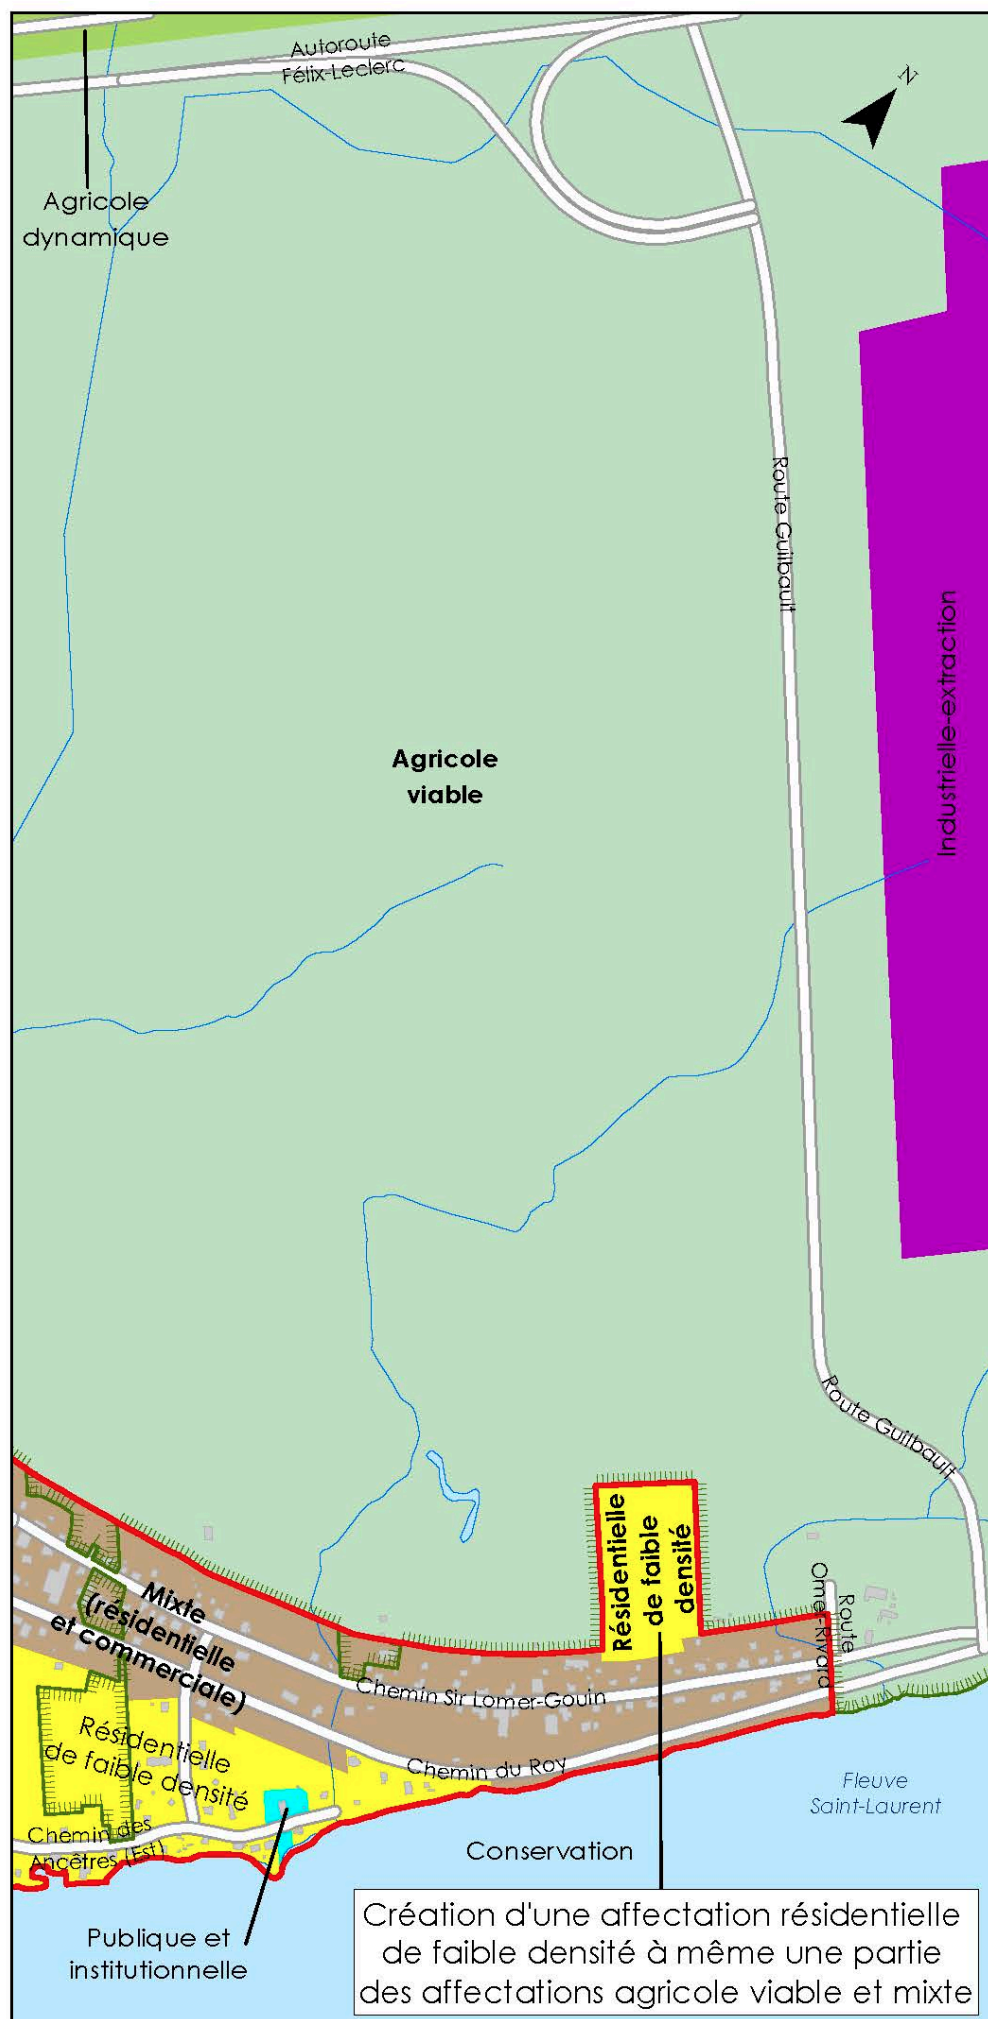 Autoroute
Félix-Leclerc
N
Agricole
dynamique
Route Guilbault
Industrielle-extraction
Agricole
viable
Route Guilbault
Résidentielle
de faible
densité
Route
Omer-Rivard
Mixte
(résidentielle
et commerciale)
Chemin Sir Lomer-Gouin
Résidentielle
de faible densité
Chemin du Roy
Fleuve
Saint-Laurent
Chemin des
Ancêtres (Est)
Conservation
Publique et
institutionnelle
Création d'une affectation résidentielle
de faible densité à même une partie
des affectations agricole viable et mixte